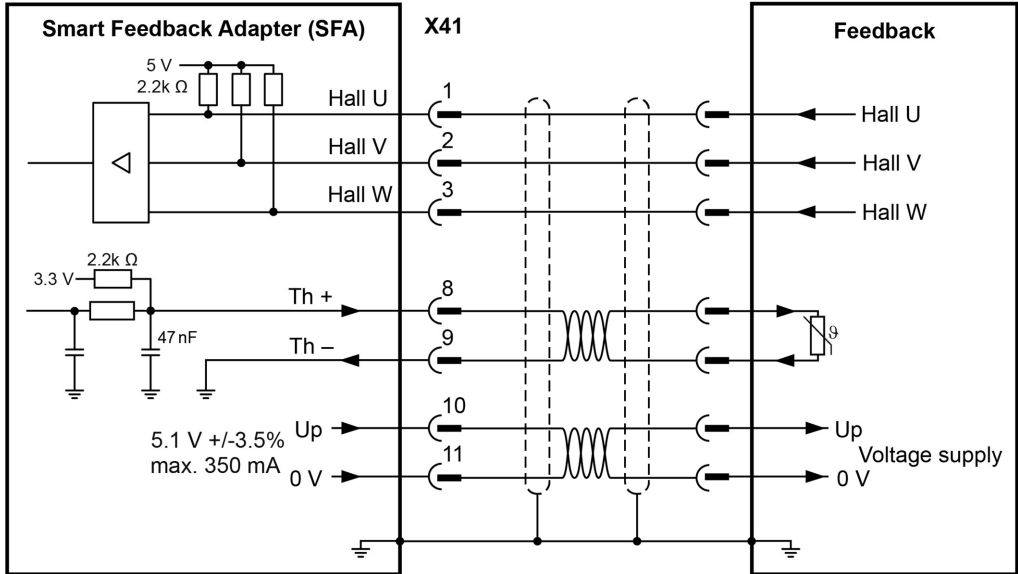 Smart Feedback Adapter (SFA)
X41
Feedback
5 V
2.2k Ω
Hall U
1
Hall U
Hall V
2
Hall V
Hall W
3
Hall W
2.2k Ω
3.3 V
Th +
8
47 nF
Th –
9
ϑ
10
5.1 V +/-3.5%
max. 350 mA
Up
Up
Voltage supply
11
0 V
0 V